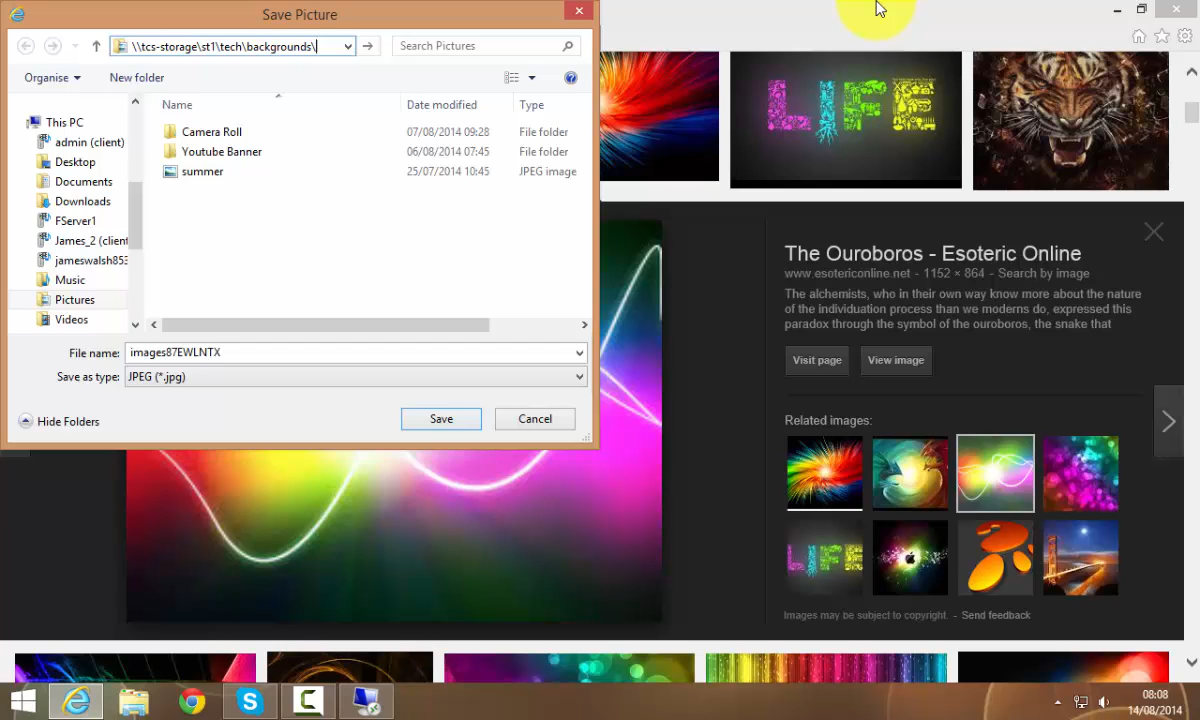 Save Picture
\\tcs-storage\st1\tech\backgrounds\
Search Pictures
Organise
New folder
Name
Date modified
Type
This PC
admin (client)
Desktop
Documents
Downloads
FServer1
James_2 (client
jameswalsh853
Music
Pictures
Videos
Camera Roll
07/08/2014 09:28
File folder
Youtube Banner
06/08/2014 07:45
File folder
summer
25/07/2014 10:45
JPEG image
File name:
images87EWLNTX
Save as type:
JPEG (*.jpg)
Hide Folders
Save
Cancel
LIFE
The Ouroboros - Esoteric Online
www.esotericonline.net - 1152 × 864 - Search by image
The alchemists, who in their own way know more about the nature
of the individuation process than we moderns do, expressed this
paradox through the symbol of the ouroboros, the snake that
Visit page
View image
Related images:
LIFE
Images may be subject to copyright. - Send feedback
08:08
14/08/2014